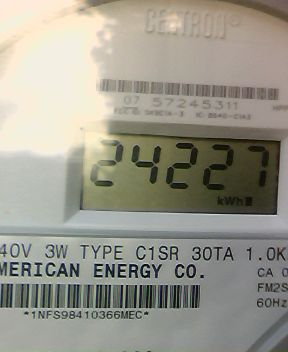 CENTRON®
07 57245311
24227
kWh
40V 3W TYPE C1SR 30TA 1.0K
MERICAN ENERGY CO.
CA 0
FM2S
60Hz
*1NFS98410366MEC*